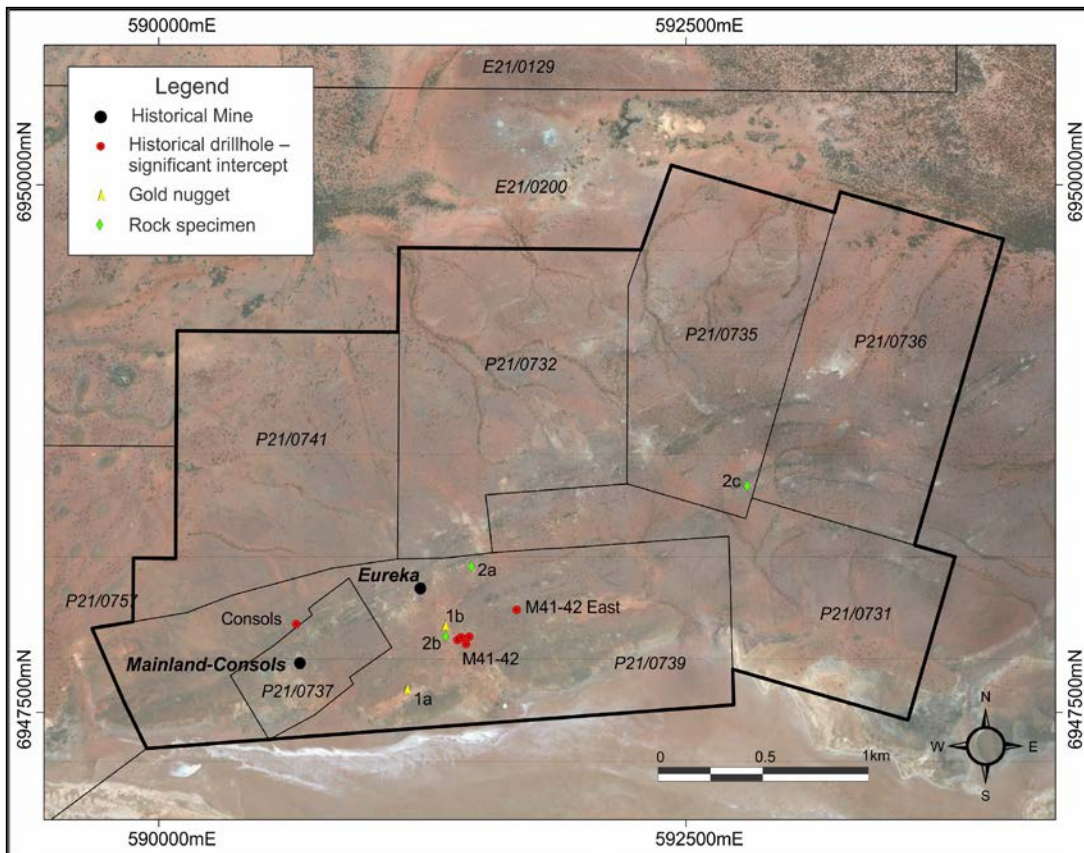 590000mE
592500mE
6950000mN
6950000mN
Legend
Historical Mine
Historical drillhole –
significant intercept
Gold nugget
Rock specimen
E21/0129
E21/0200
P21/0735
P21/0736
P21/0732
P21/0741
2c
Eureka
2a
P21/0757
M41-42 East
P21/0731
Consols
1b
2b
M41-42
Mainland-Consols
P21/0739
P21/0737
1a
6947500mN
6947500mN
N
W
E
S
0
0.5
1km
590000mE
592500mE